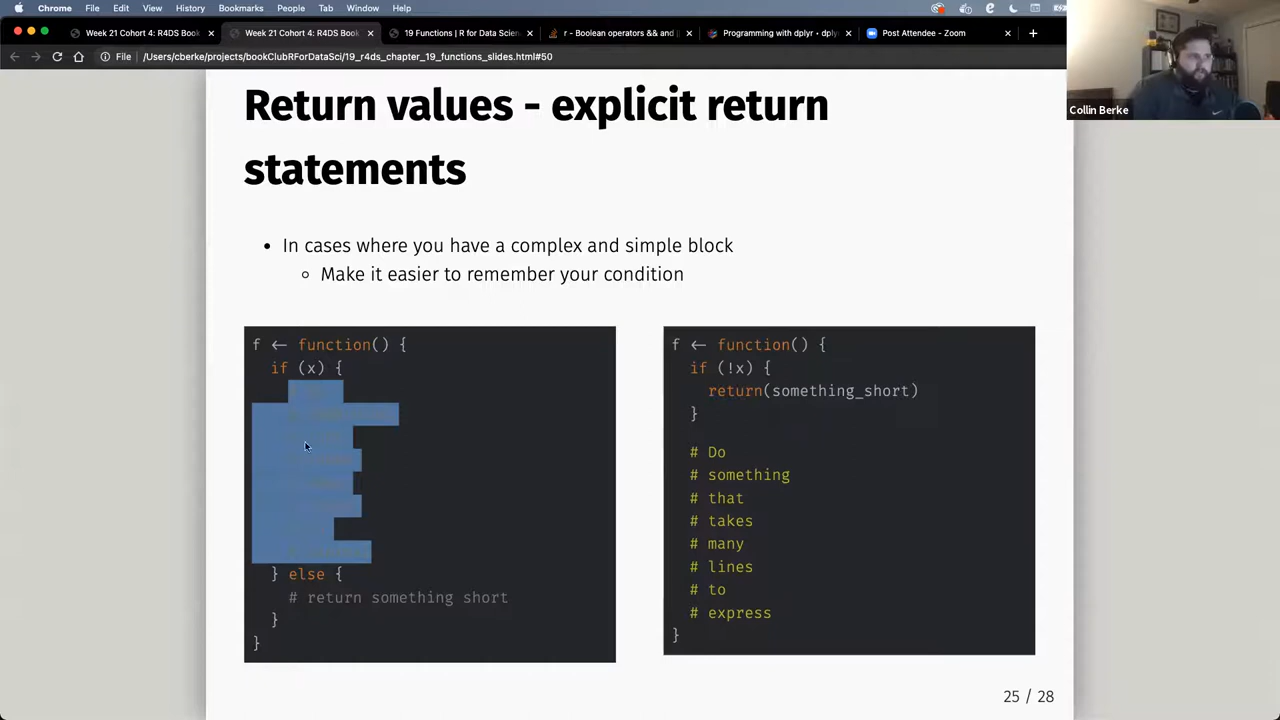 Chrome File Edit View History Bookmarks People Tab Window Help
Week 21 Cohort 4: R4DS Book
Week 21 Cohort 4: R4DS Book
19 Functions | R for Data Scien
r - Boolean operators && and ||
Programming with dplyr • dply
Post Attendee - Zoom
File /Users/cberke/projects/bookClubRForDataSci/19_r4ds_chapter_19_functions_slides.html#50
Collin Berke
Return values - explicit return
statements
In cases where you have a complex and simple block
Make it easier to remember your condition
f ← function() {
if (x) {
} else {
# return something short
}
}
f ← function() {
if (!x) {
return(something_short)
}
# Do
# something
# that
# takes
# many
# lines
# to
# express
}
25 / 28